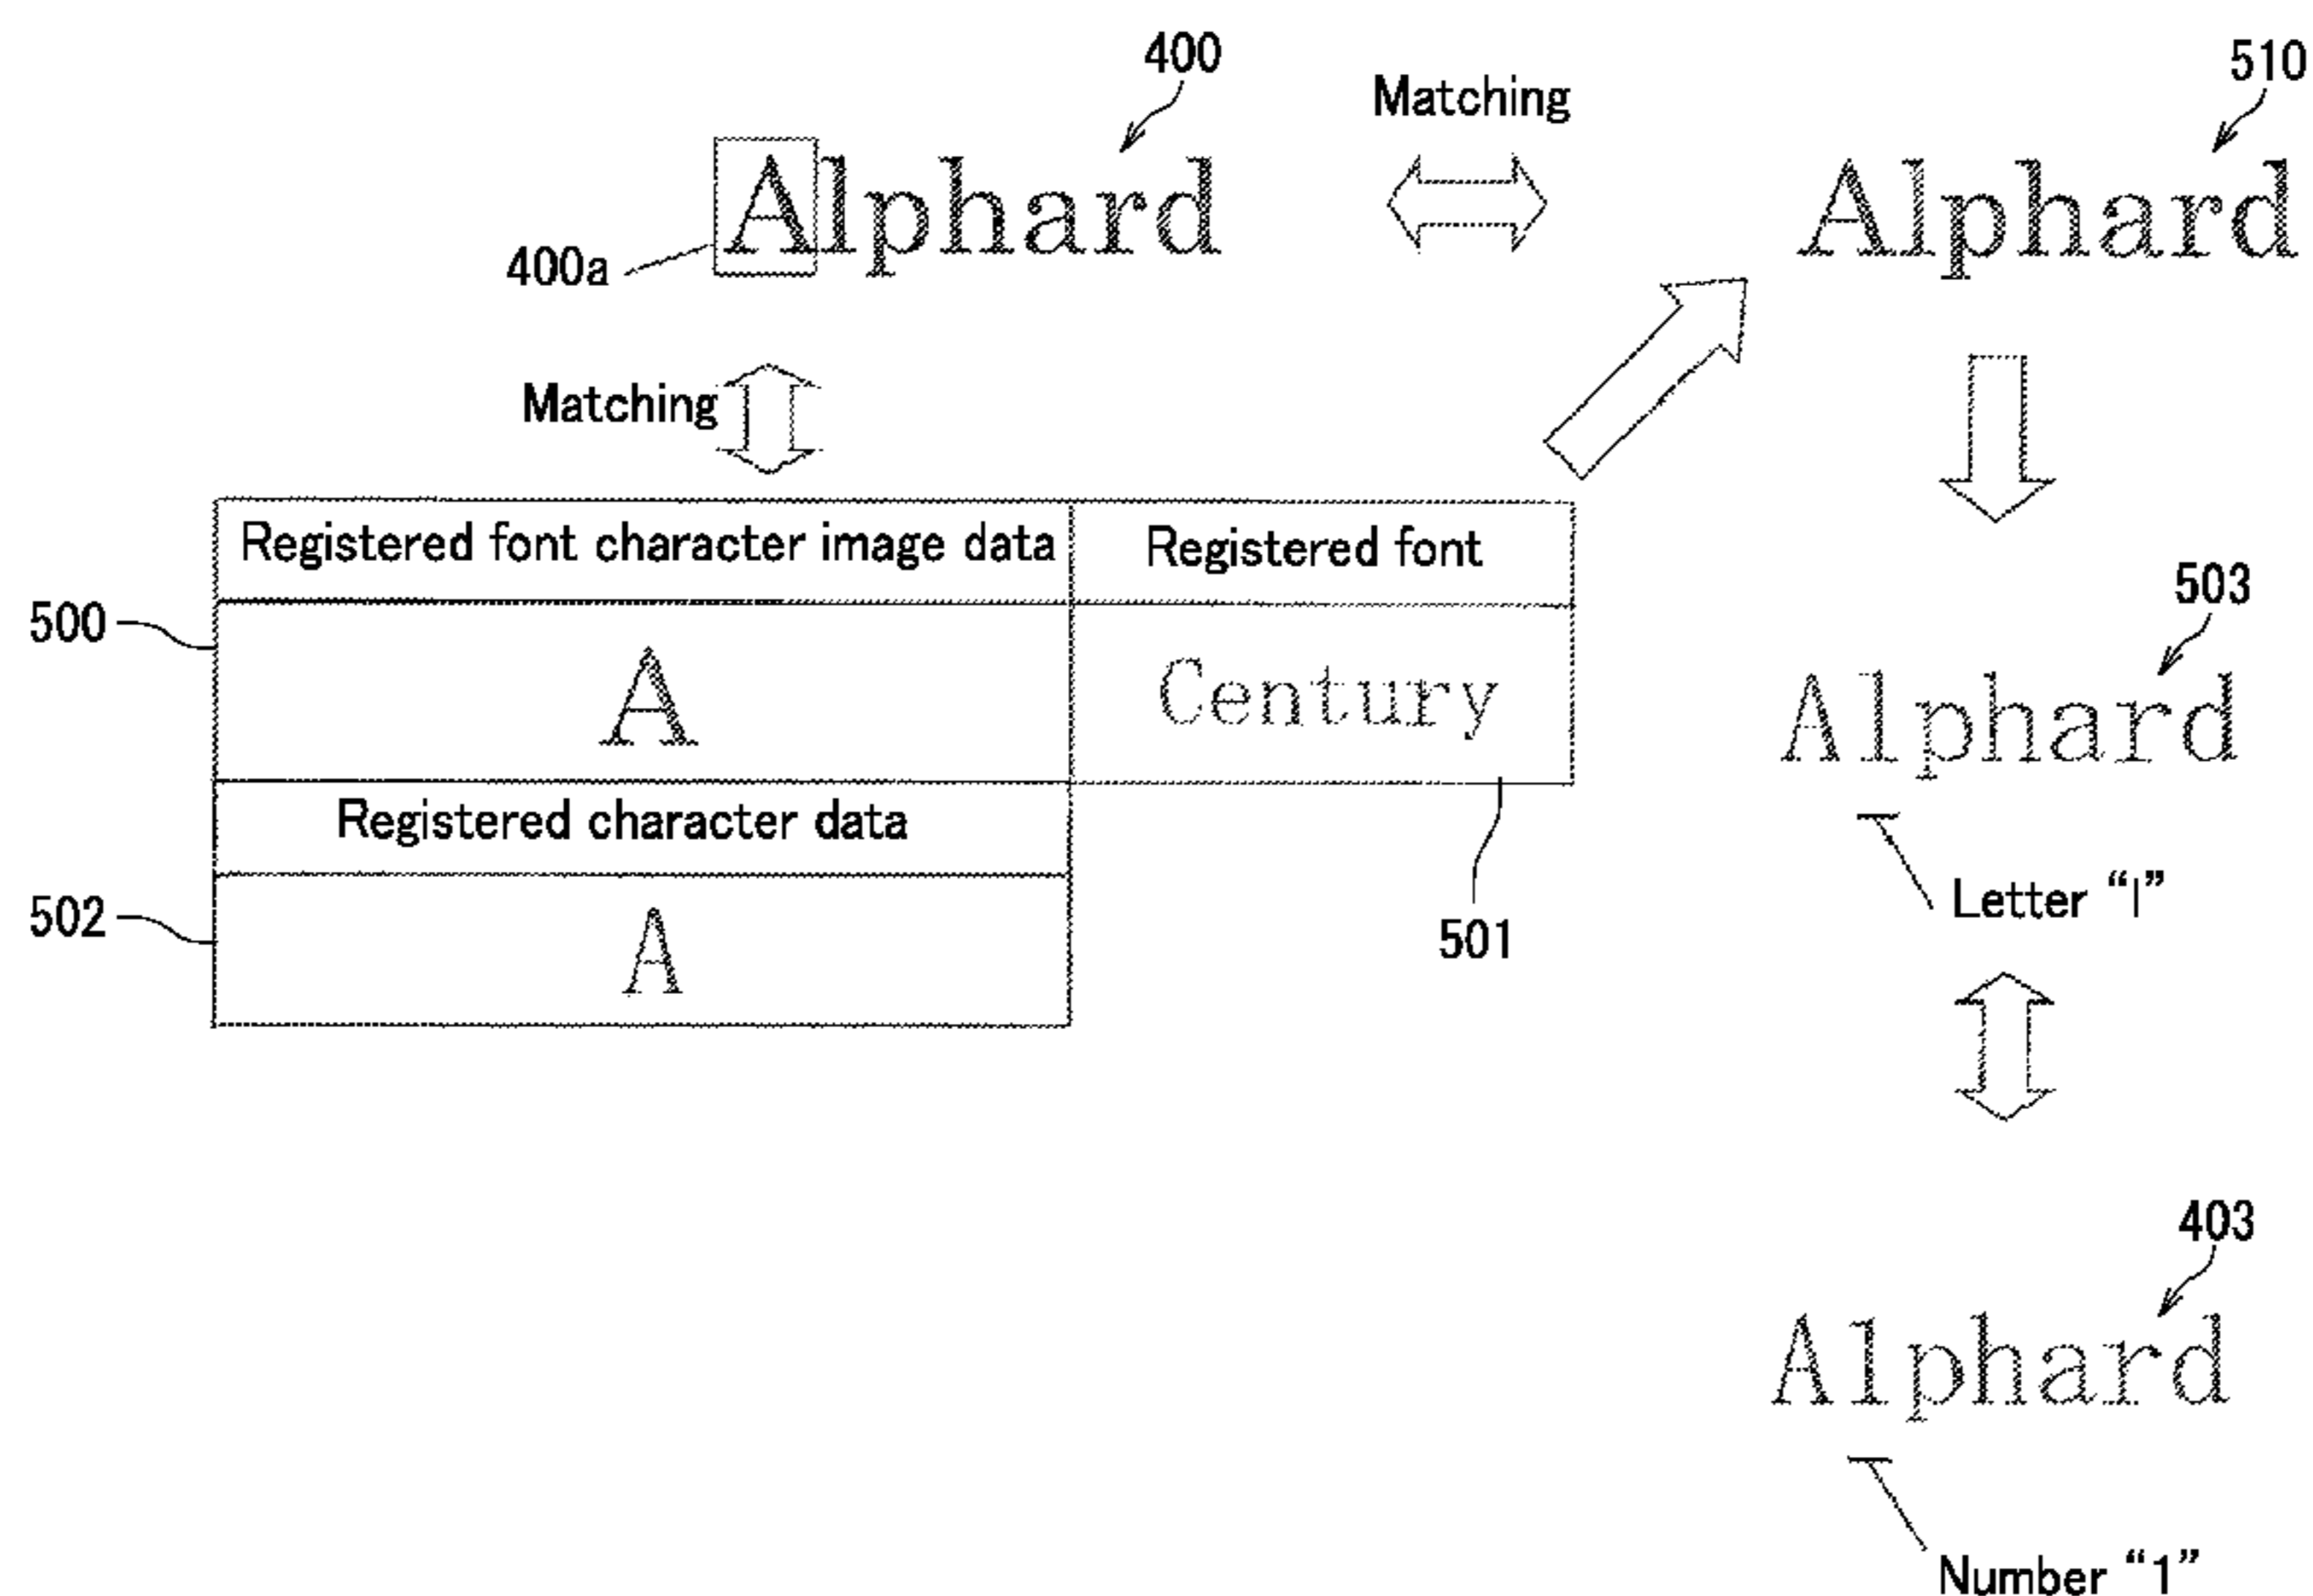 400
510
Matching
Alphard
Alphard
400a
Matching
Registered font character image data
Registered font
503
500
A
Century
Alphard
Registered character data
Letter “l”
502
A
501
403
A1phard
Number “1”